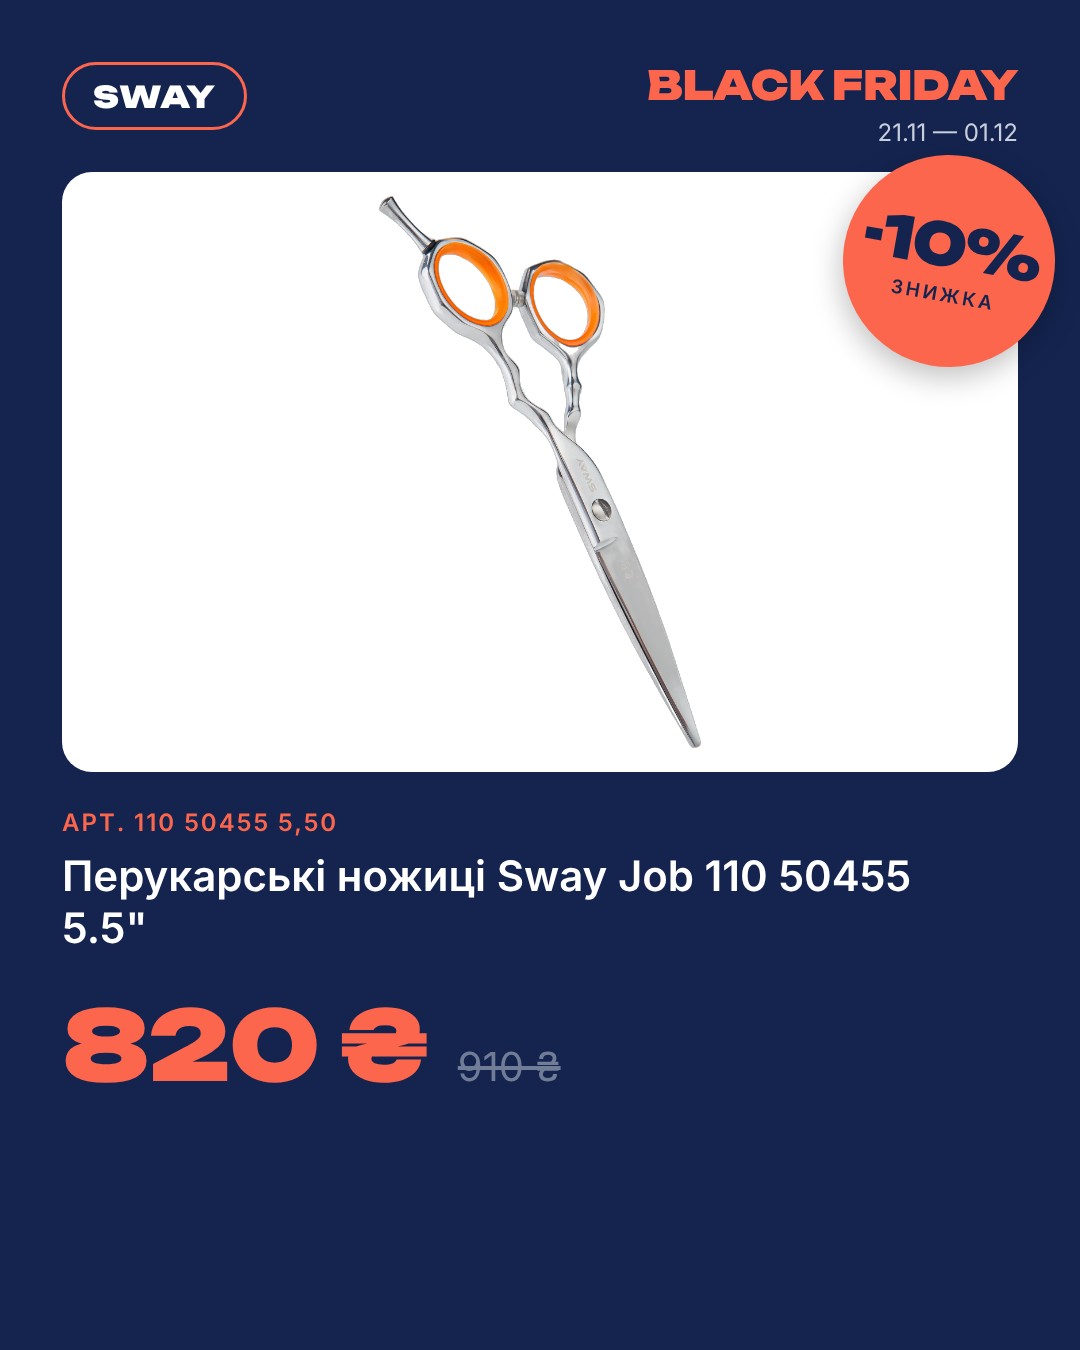 SWAY
BLACK FRIDAY
21.11 — 01.12
-10%
ЗНИЖКА
SWAY
АРТ. 110 50455 5,50
Перукарські ножиці Sway Job 110 50455
5.5"
820 ₴ 910 ₴